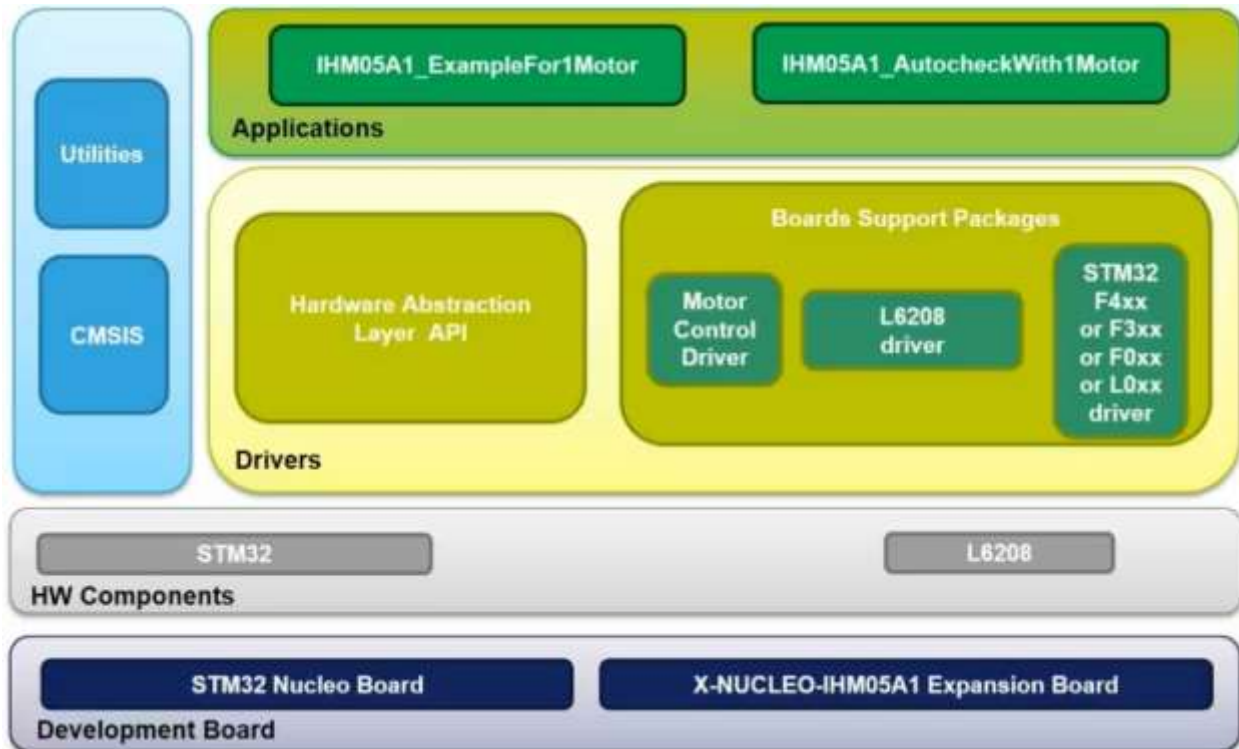 Utilities
CMSIS
IHM05A1_ExampleFor1Motor
IHM05A1_AutocheckWith1Motor
Applications
Hardware Abstraction
Layer API
Boards Support Packages
Motor
Control
Driver
L6208
driver
STM32
F4xx
or F3xx
or F0xx
or L0xx
driver
Drivers
STM32
L6208
HW Components
STM32 Nucleo Board
X-NUCLEO-IHM05A1 Expansion Board
Development Board